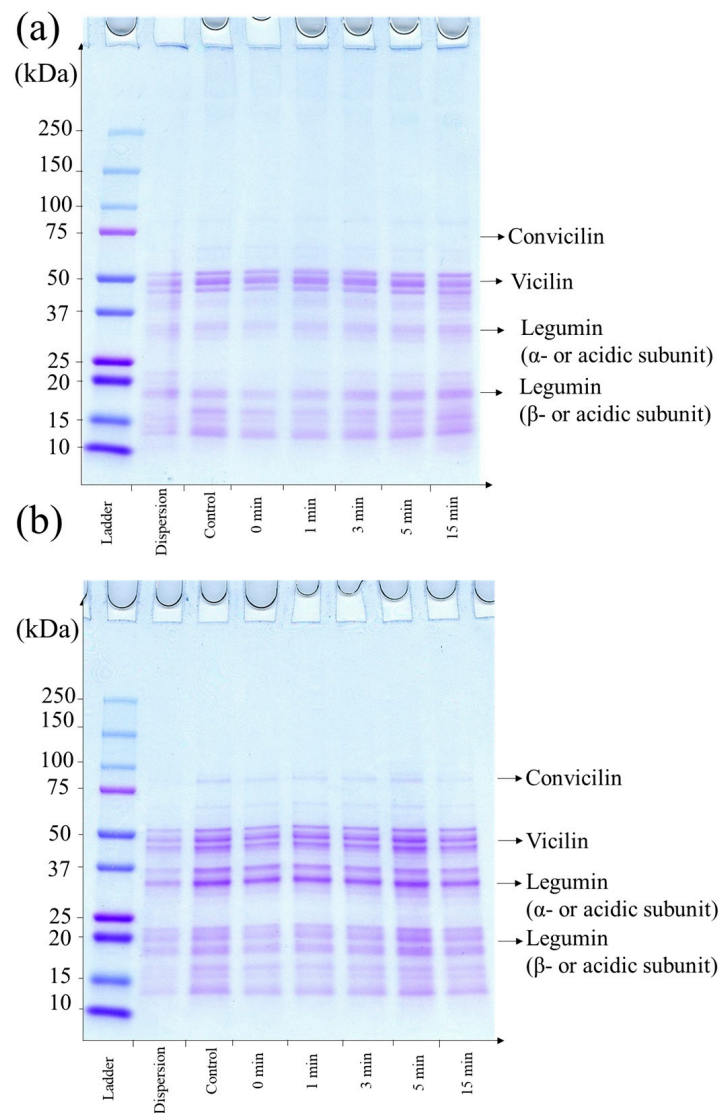 (a)
(kDa)
250
150
100
75
50
37
25
20
15
10
Convicilin
Vicilin
Legumin
(α- or acidic subunit)
Legumin
(β- or acidic subunit)
Ladder
Dispersion
Control
0 min
1 min
3 min
5 min
15 min
(b)
(kDa)
250
150
100
75
50
37
25
20
15
10
Convicilin
Vicilin
Legumin
(α- or acidic subunit)
Legumin
(β- or acidic subunit)
Ladder
Dispersion
Control
0 min
1 min
3 min
5 min
15 min